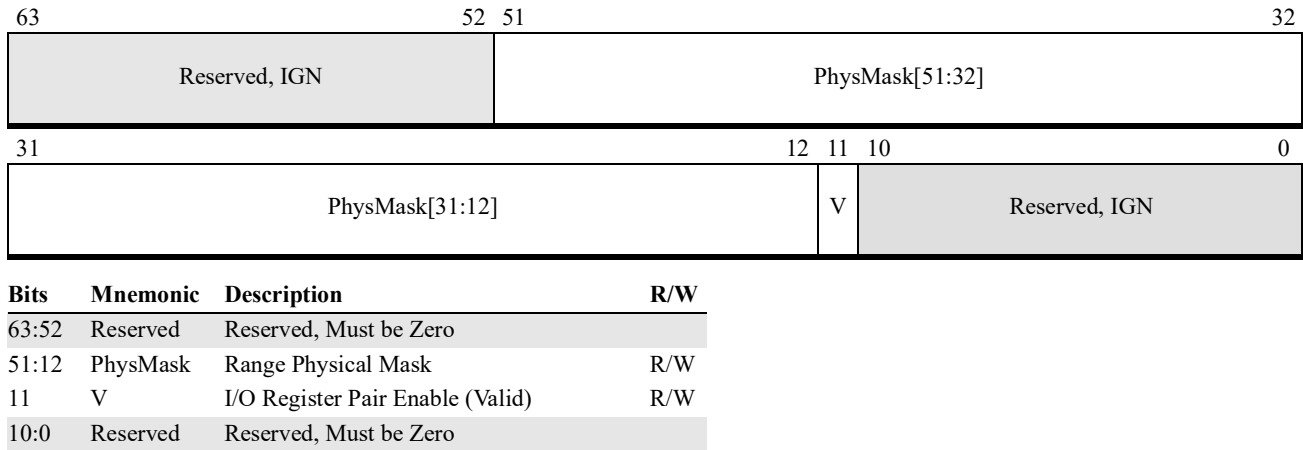 63 52 51 32
Reserved, IGN PhysMask[51:32]
31 12 11 10 0
PhysMask[31:12] V Reserved, IGN
Bits Mnemonic Description R/W
63:52 Reserved Reserved, Must be Zero
51:12 PhysMask Range Physical Mask R/W
11 V I/O Register Pair Enable (Valid) R/W
10:0 Reserved Reserved, Must be Zero